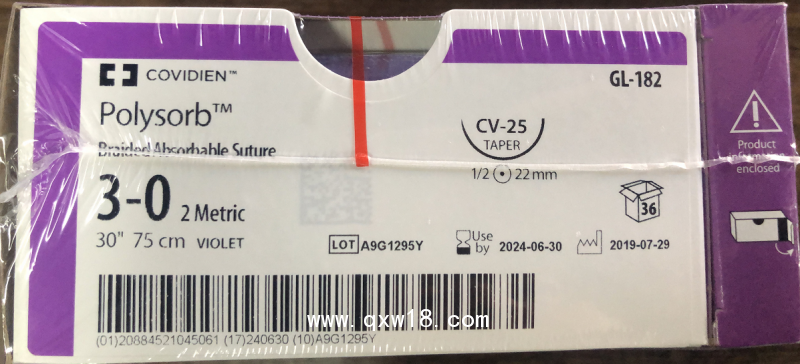 COVIDIEN™
GL-182
Polysorb™
Braided Absorbable Suture
CV-25
TAPER
1/2 22 mm
3-0 2 Metric
30" 75 cm VIOLET
36
LOT A9G1295Y
Use by 2024-06-30
2019-07-29
(01)20884521045061 (17)240630 (10)A9G1295Y
Product
information
enclosed
www.qxw18.com